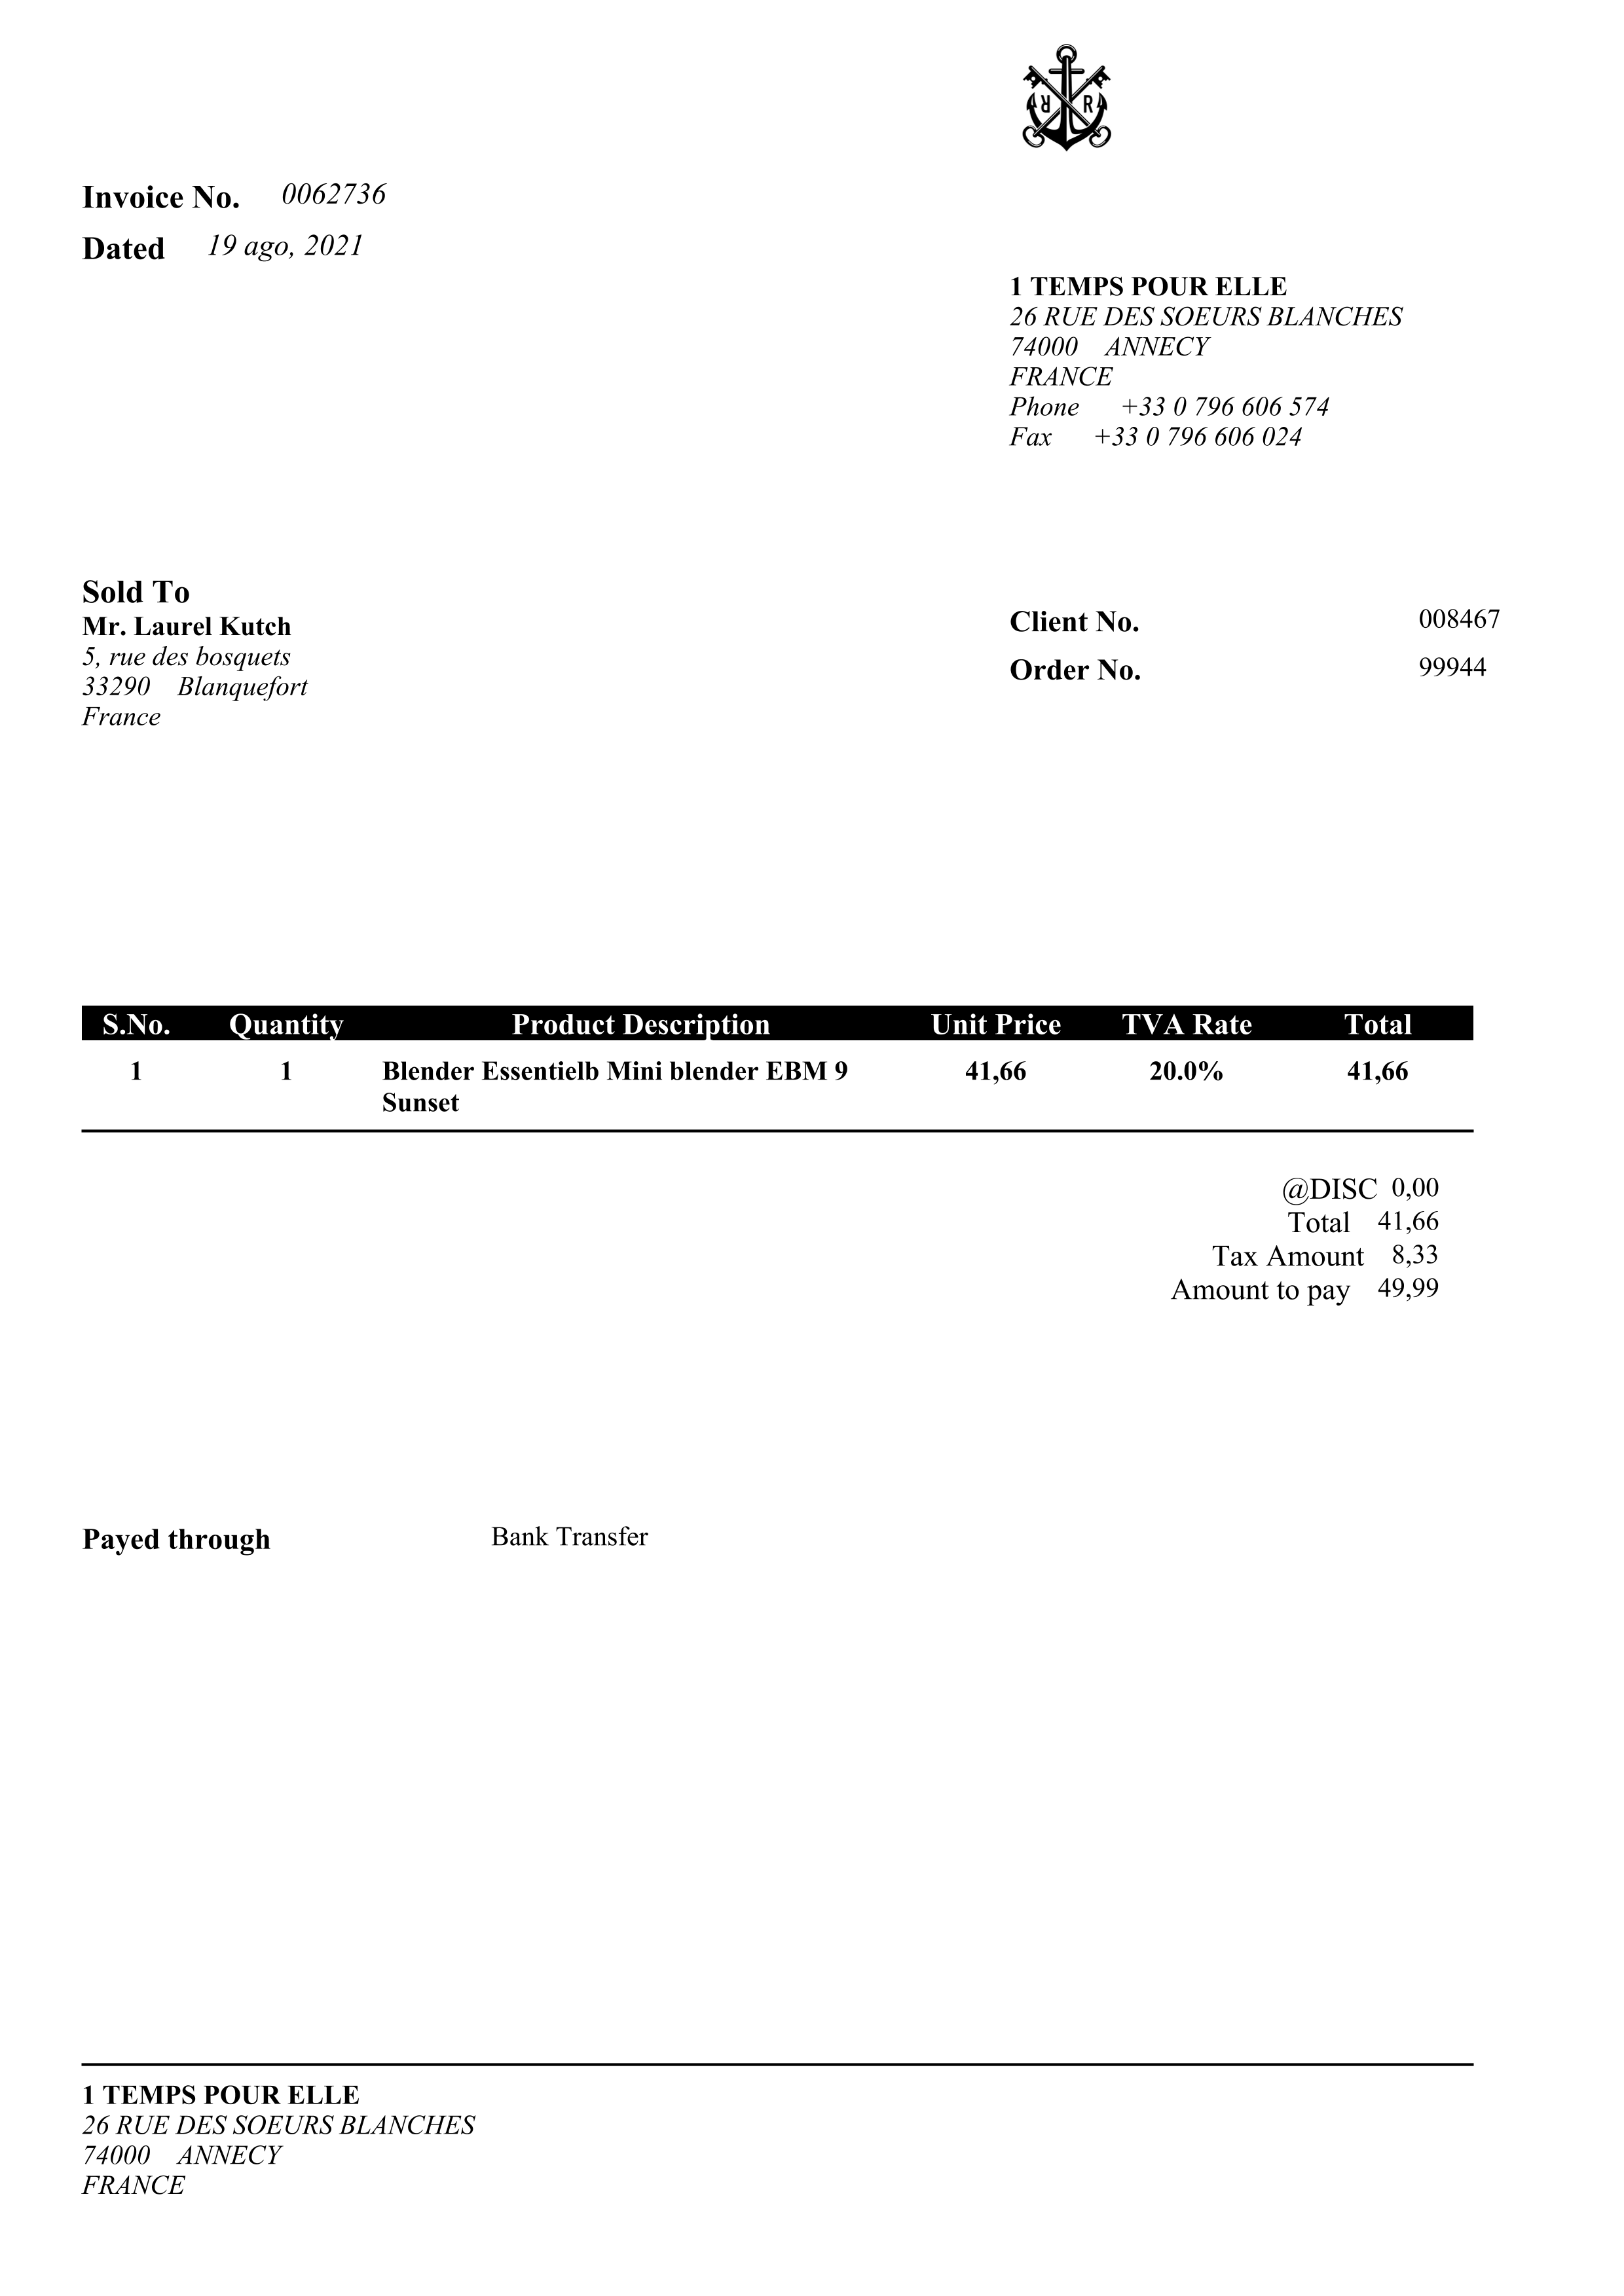 R R
Invoice No. 0062736
Dated 19 ago, 2021
1 TEMPS POUR ELLE
26 RUE DES SOEURS BLANCHES
74000 ANNECY
FRANCE
Phone +33 0 796 606 574
Fax +33 0 796 606 024
Sold To
Mr. Laurel Kutch
5, rue des bosquets
33290 Blanquefort
France
Client No. 008467
Order No. 99944
S.No. Quantity Product Description Unit Price TVA Rate Total
1 1 Blender Essentielb Mini blender EBM 9 41,66 20.0% 41,66
Sunset
@DISC 0,00
Total 41,66
Tax Amount 8,33
Amount to pay 49,99
Payed through Bank Transfer
1 TEMPS POUR ELLE
26 RUE DES SOEURS BLANCHES
74000 ANNECY
FRANCE